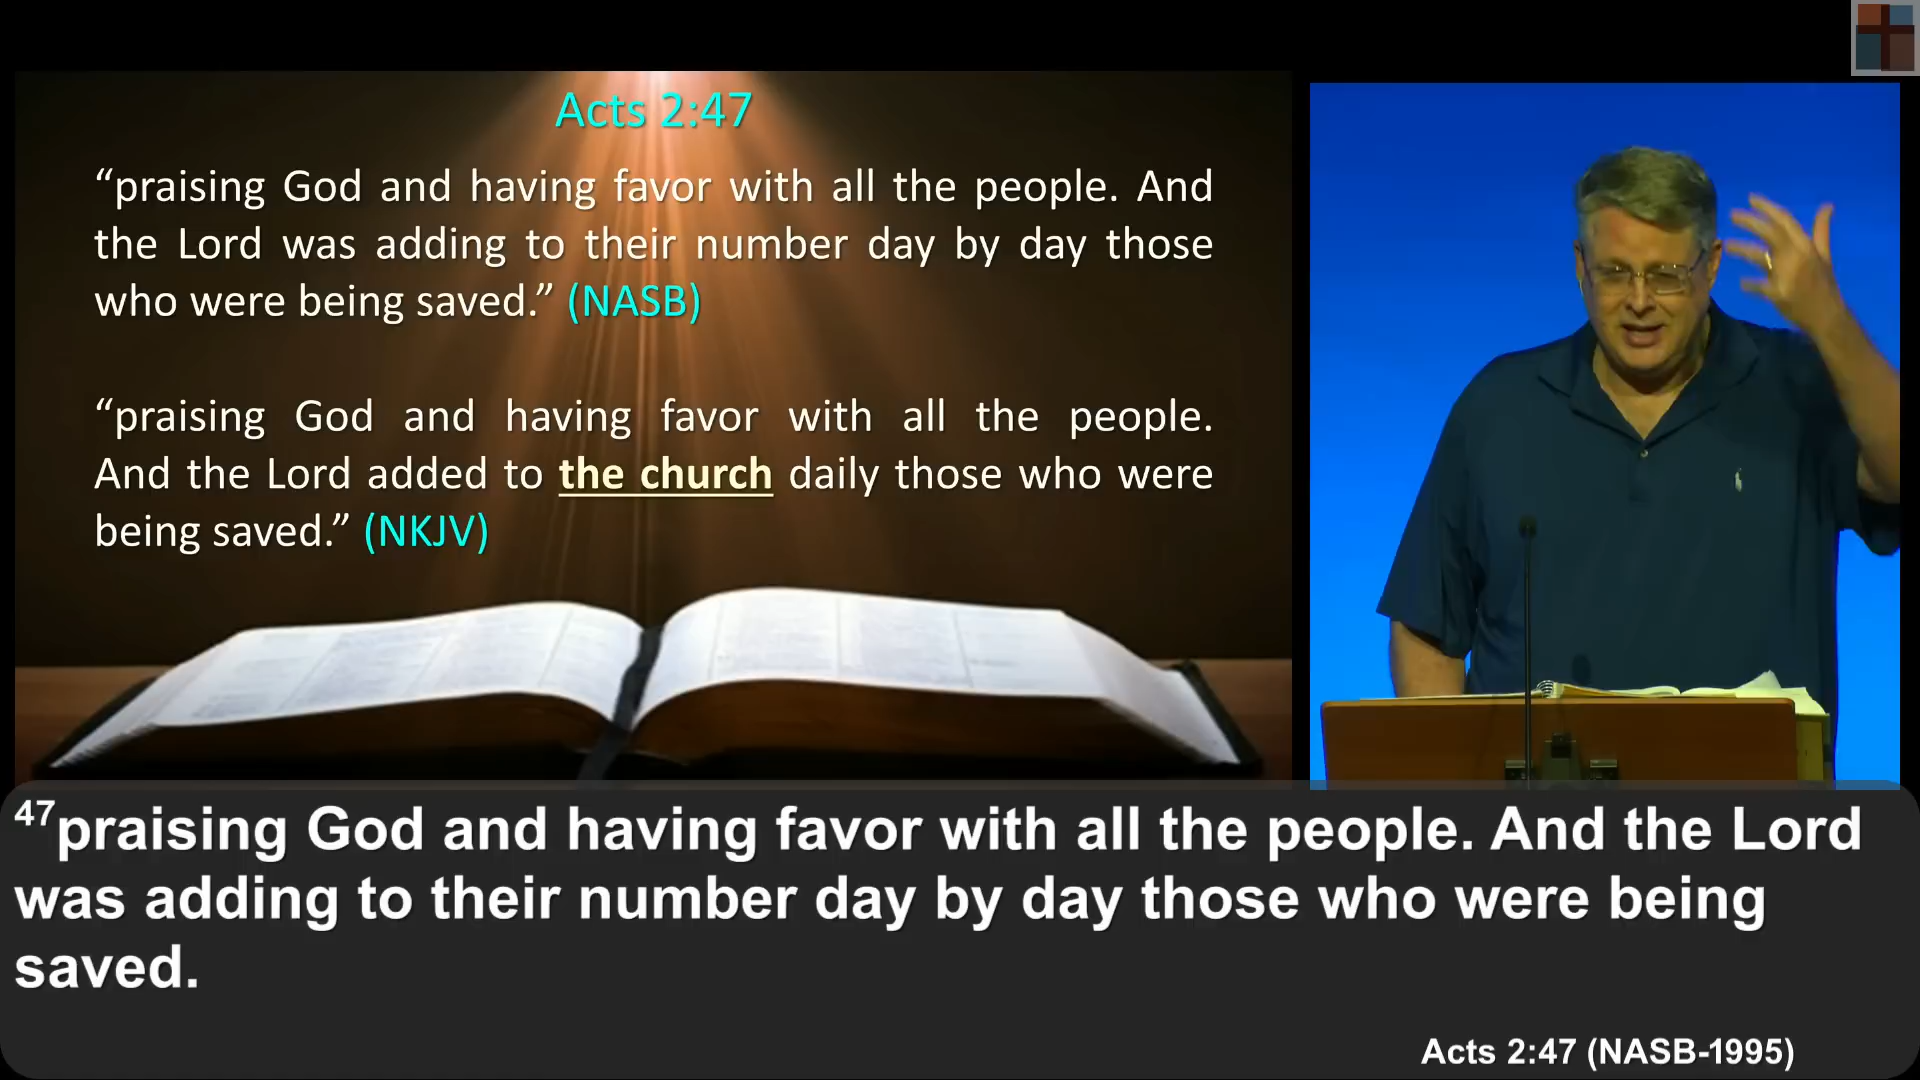 Acts 2:47
“praising God and having favor with all the people. And
the Lord was adding to their number day by day those
who were being saved.” (NASB)
“praising God and having favor with all the people.
And the Lord added to the church daily those who were
being saved.” (NKJV)
47praising God and having favor with all the people. And the Lord
was adding to their number day by day those who were being
saved.
Acts 2:47 (NASB-1995)